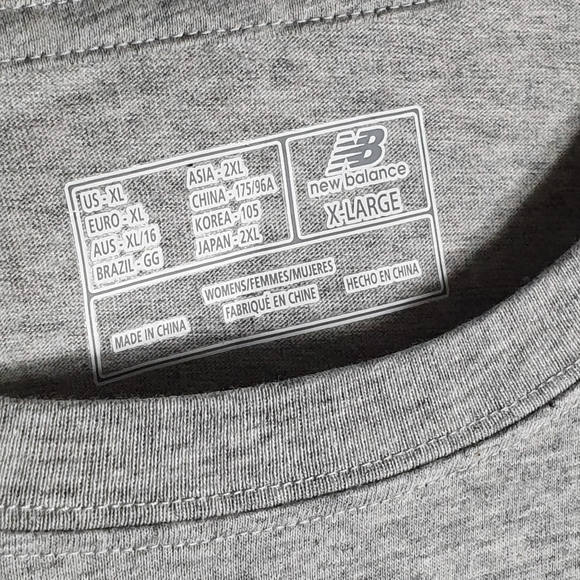 US - XL
EURO - XL
AUS - XL/16
BRAZIL - GG
ASIA - 2XL
CHINA - 175/96A
KOREA - 105
JAPAN - 2XL
NB
new balance
X-LARGE
WOMENS/FEMMES/MUJERES
MADE IN CHINA
FABRIQUÉ EN CHINE
HECHO EN CHINA